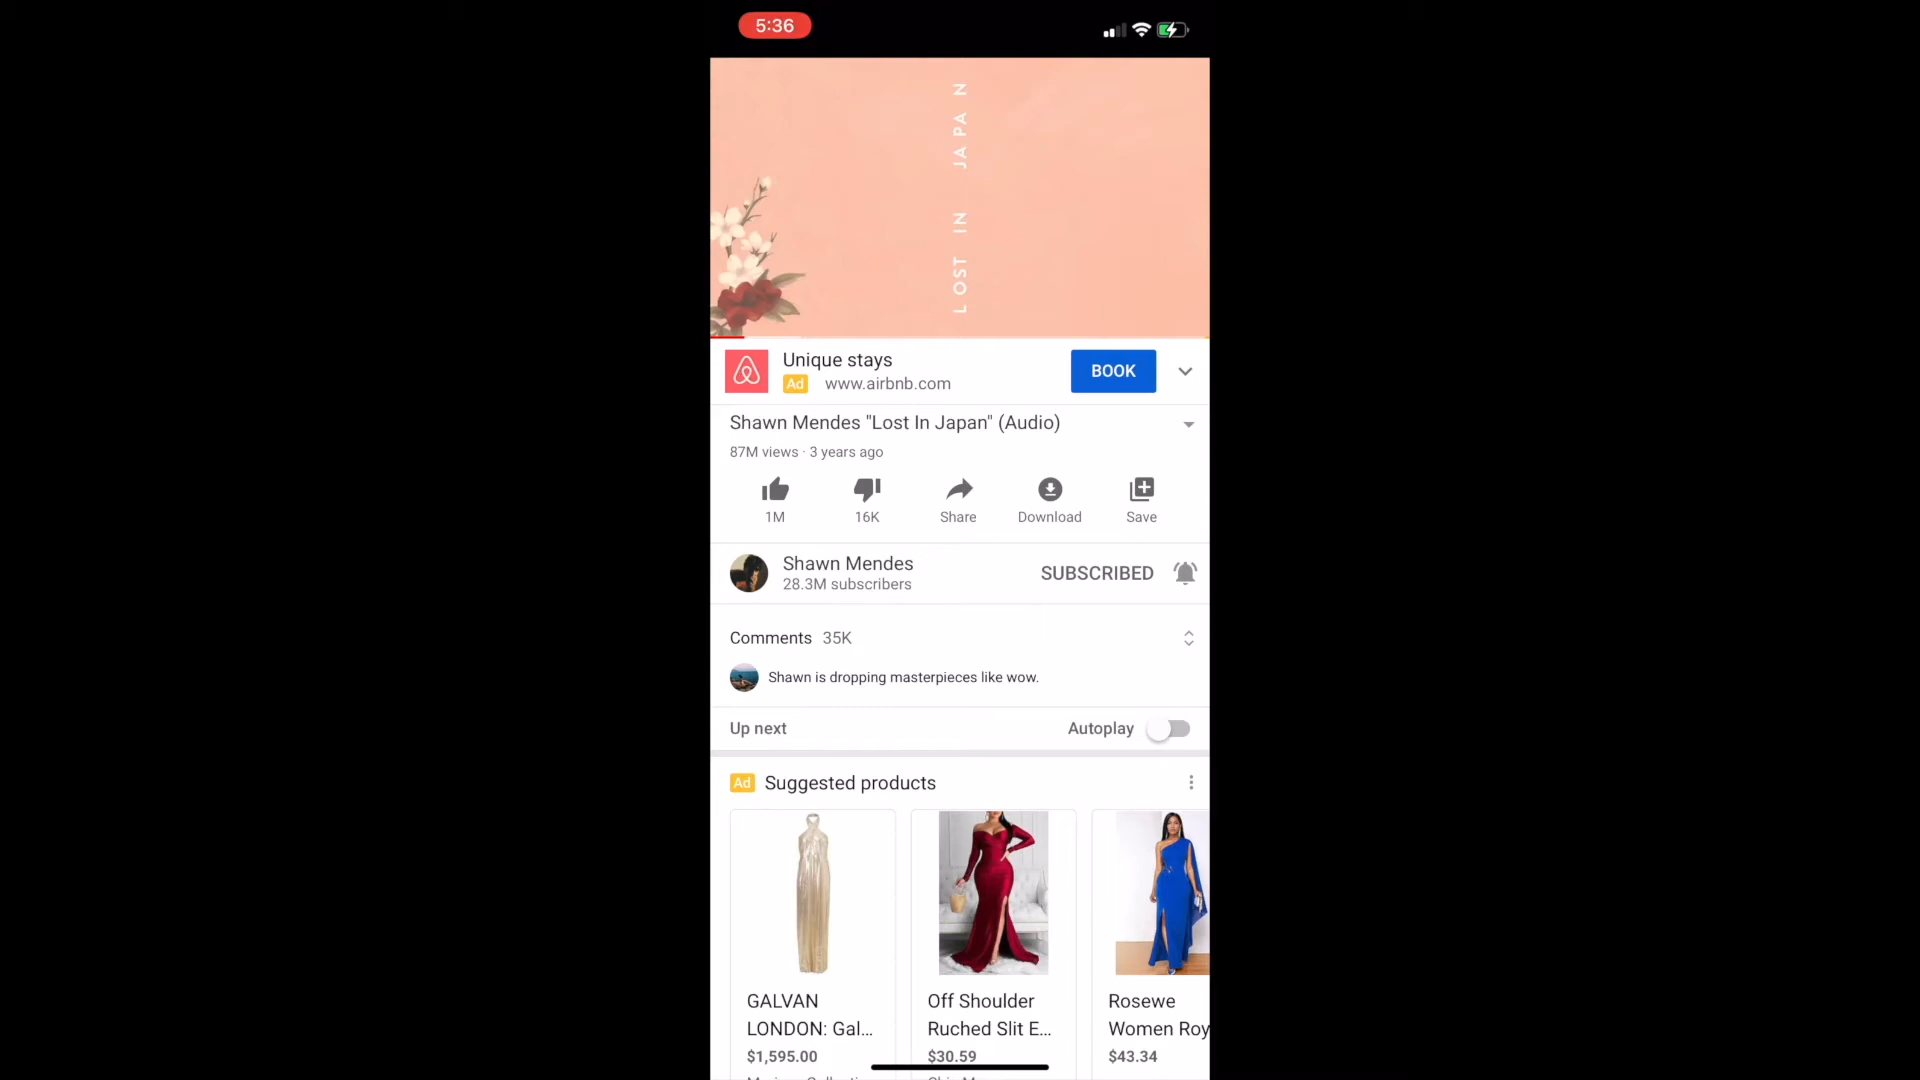 5:36
LOST IN JAPAN
Unique stays
BOOK
Ad www.airbnb.com
Shawn Mendes "Lost In Japan" (Audio)
87M views · 3 years ago
1M 16K Share Download Save
Shawn Mendes
28.3M subscribers
SUBSCRIBED
Comments 35K
Shawn is dropping masterpieces like wow.
Up next Autoplay
Ad Suggested products
GALVAN
LONDON: Gal...
$1,595.00
Off Shoulder
Ruched Slit E...
$30.59
Rosewe
Women Roy
$43.34